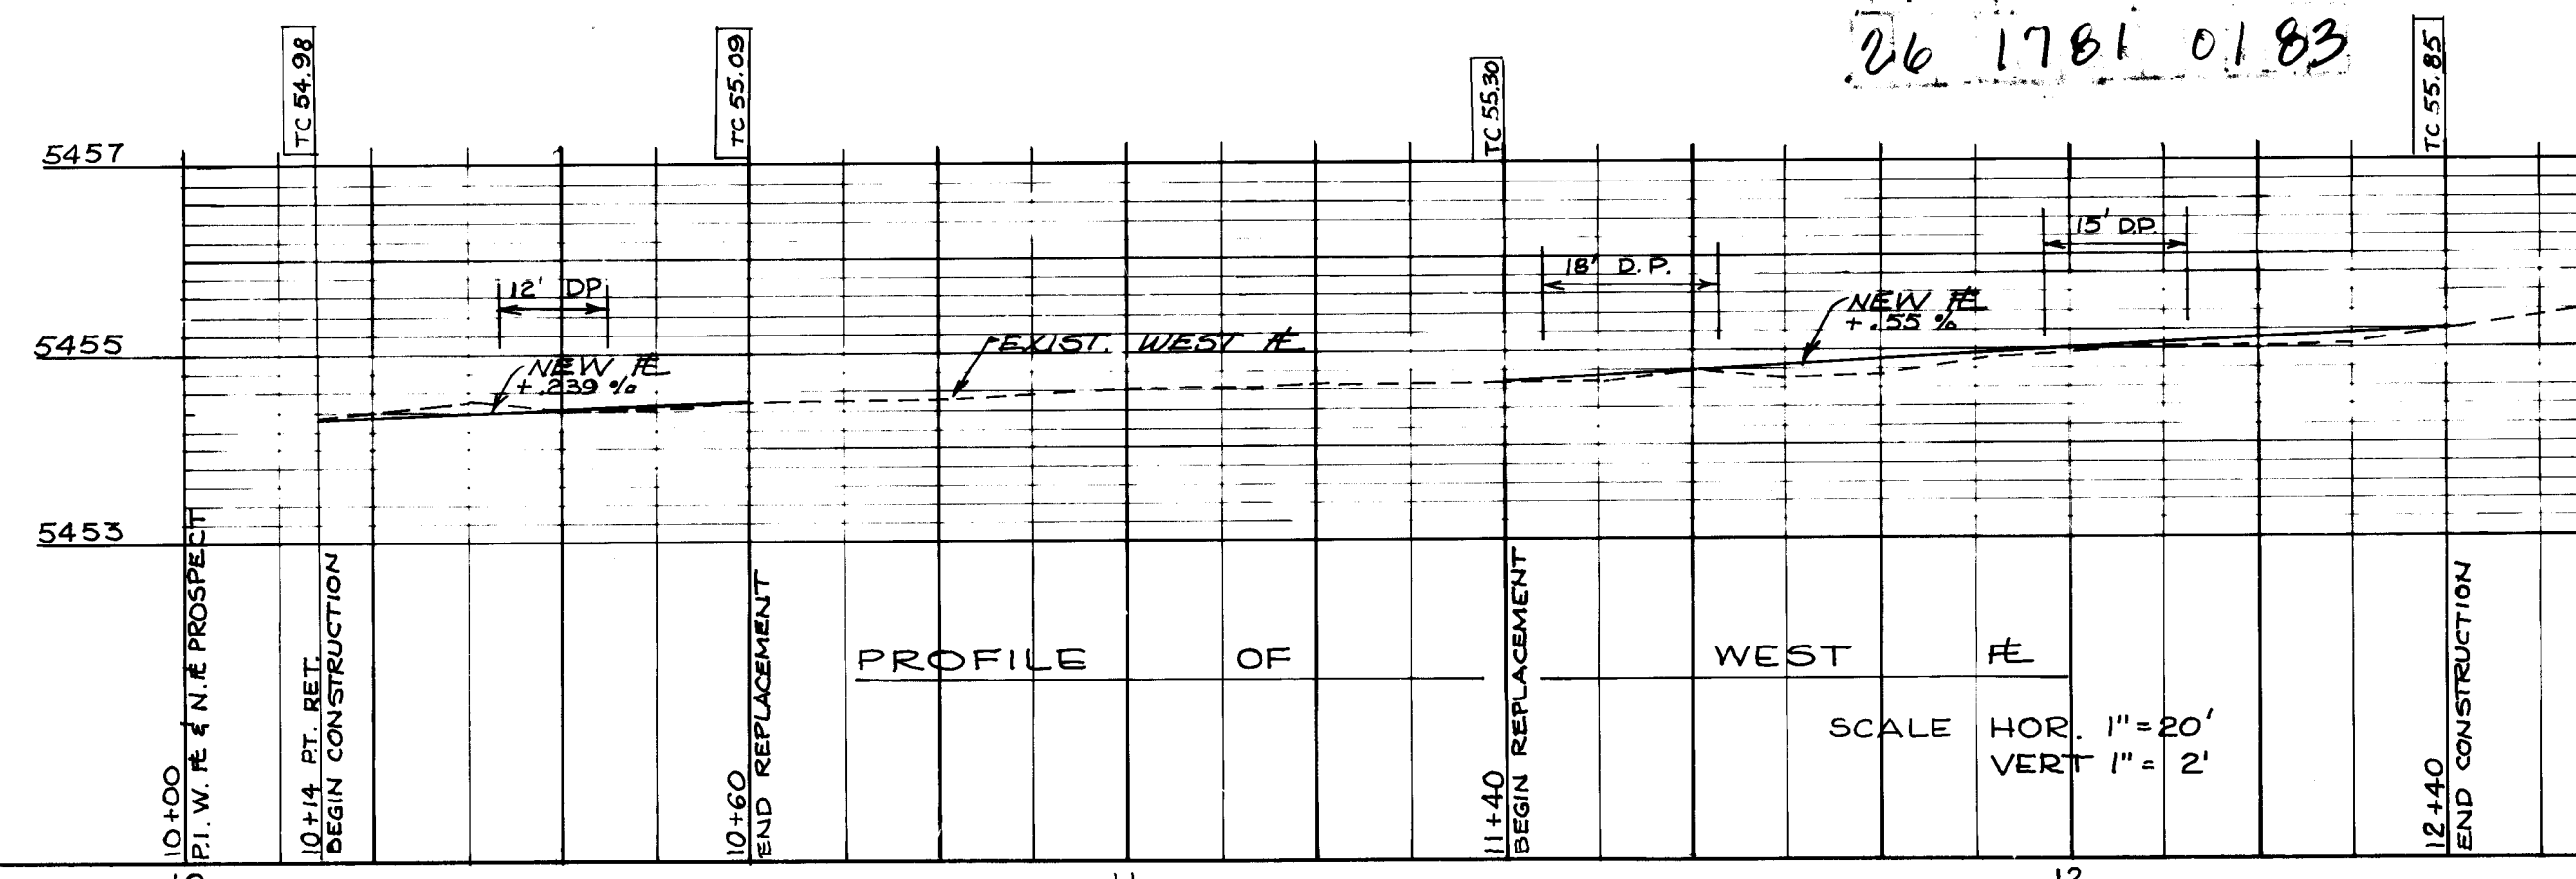 26 1781 0183
TC 54.98
TC 55.09
TC 55.30
TC 55.85
5457
5455
5453
12' DP
18' D.P.
15' D.P.
NEW ⅊
+.239 %
EXIST. WEST ⅊
NEW ⅊
+.55 %
10+00
P.I. W. ⅊ & N. ⅊ PROSPECT
10+14 P.T. RET.
BEGIN CONSTRUCTION
10+60
END REPLACEMENT
11+40
BEGIN REPLACEMENT
12+40
END CONSTRUCTION
PROFILE OF WEST ⅊
SCALE HOR. 1"=20'
VERT 1"= 2'
11
12